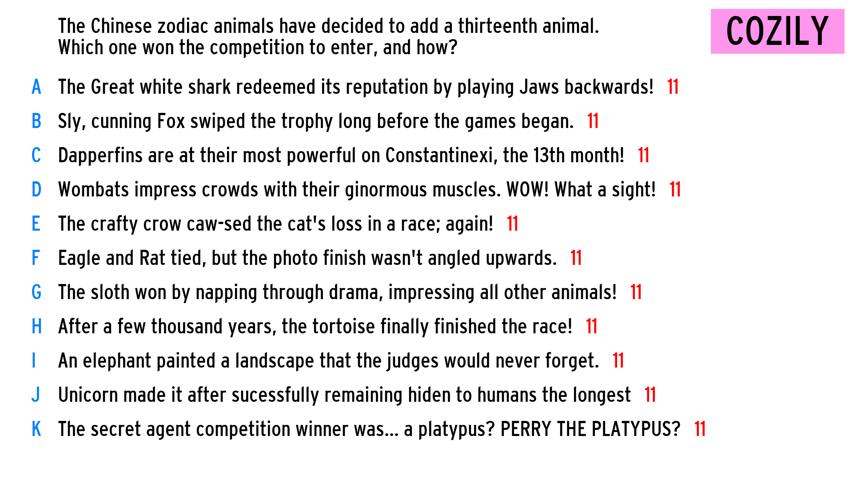 The Chinese zodiac animals have decided to add a thirteenth animal.
Which one won the competition to enter, and how?
COZILY
A The Great white shark redeemed its reputation by playing Jaws backwards! 11
B Sly, cunning Fox swiped the trophy long before the games began. 11
C Dapperfins are at their most powerful on Constantinexi, the 13th month! 11
D Wombats impress crowds with their ginormous muscles. WOW! What a sight! 11
E The crafty crow caw-sed the cat's loss in a race; again! 11
F Eagle and Rat tied, but the photo finish wasn't angled upwards. 11
G The sloth won by napping through drama, impressing all other animals! 11
H After a few thousand years, the tortoise finally finished the race! 11
I An elephant painted a landscape that the judges would never forget. 11
J Unicorn made it after sucessfully remaining hiden to humans the longest 11
K The secret agent competition winner was... a platypus? PERRY THE PLATYPUS? 11